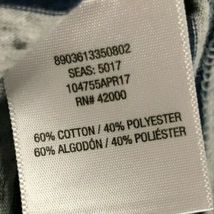 8903613350802
SEAS: 5017
104755APR17
RN# 42000
60% COTTON / 40% POLYESTER
60% ALGODÓN / 40% POLIÉSTER